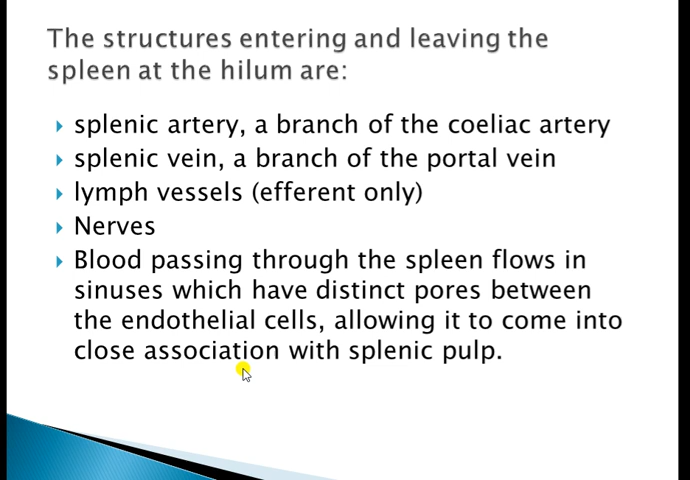 The structures entering and leaving the
spleen at the hilum are:
splenic artery, a branch of the coeliac artery
splenic vein, a branch of the portal vein
lymph vessels (efferent only)
Nerves
Blood passing through the spleen flows in
sinuses which have distinct pores between
the endothelial cells, allowing it to come into
close association with splenic pulp.